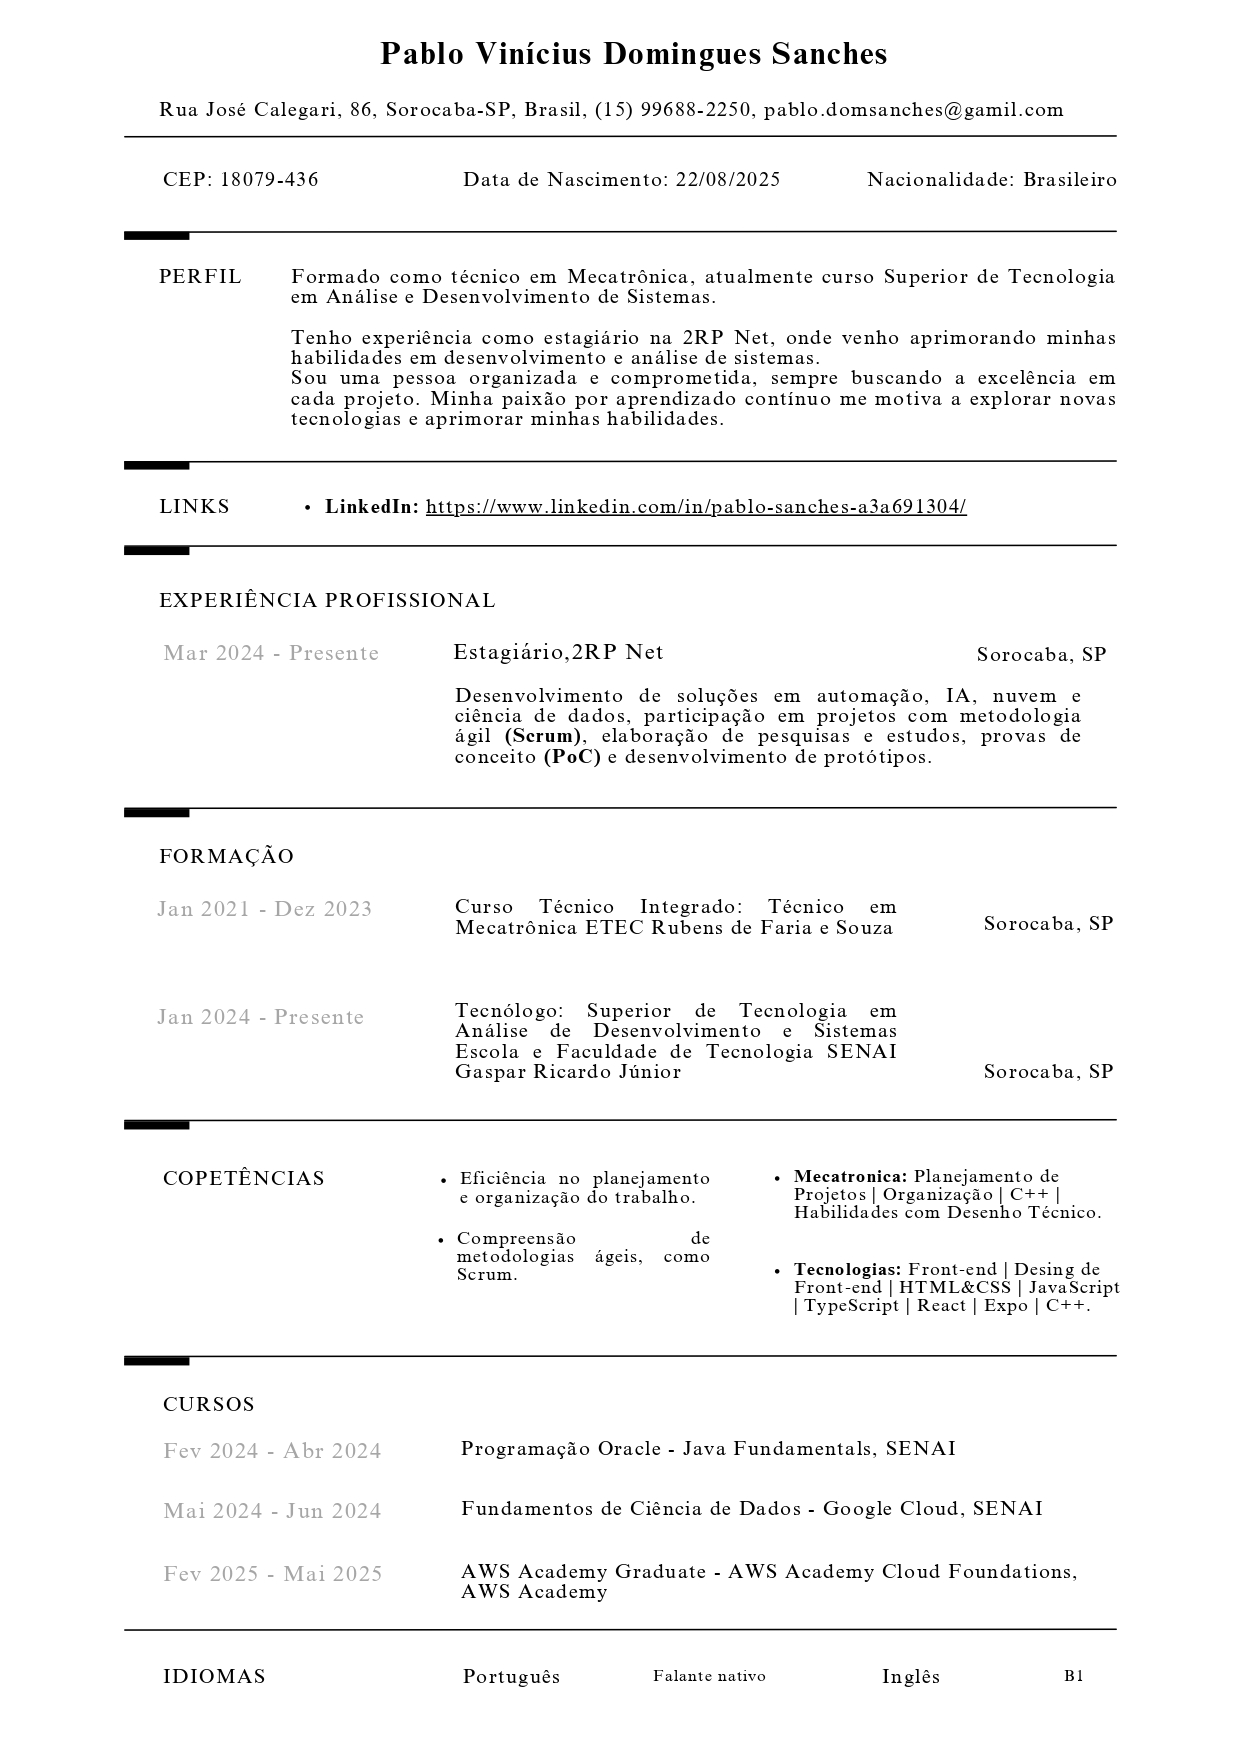 Pablo Vinícius Domingues Sanches
Rua José Calegari, 86, Sorocaba-SP, Brasil, (15) 99688-2250, pablo.domsanches@gamil.com
CEP: 18079-436 Data de Nascimento: 22/08/2025 Nacionalidade: Brasileiro
PERFIL
Formado como técnico em Mecatrônica, atualmente curso Superior de Tecnologia
em Análise e Desenvolvimento de Sistemas.
Tenho experiência como estagiário na 2RP Net, onde venho aprimorando minhas
habilidades em desenvolvimento e análise de sistemas.
Sou uma pessoa organizada e comprometida, sempre buscando a excelência em
cada projeto. Minha paixão por aprendizado contínuo me motiva a explorar novas
tecnologias e aprimorar minhas habilidades.
LINKS
• LinkedIn: https://www.linkedin.com/in/pablo-sanches-a3a691304/
EXPERIÊNCIA PROFISSIONAL
Mar 2024 - Presente Estagiário,2RP Net Sorocaba, SP
Desenvolvimento de soluções em automação, IA, nuvem e
ciência de dados, participação em projetos com metodologia
ágil (Scrum), elaboração de pesquisas e estudos, provas de
conceito (PoC) e desenvolvimento de protótipos.
FORMAÇÃO
Jan 2021 - Dez 2023
Curso Técnico Integrado: Técnico em
Mecatrônica ETEC Rubens de Faria e Souza
Sorocaba, SP
Jan 2024 - Presente
Tecnólogo: Superior de Tecnologia em
Análise de Desenvolvimento e Sistemas
Escola e Faculdade de Tecnologia SENAI
Gaspar Ricardo Júnior
Sorocaba, SP
COPETÊNCIAS
• Eficiência no planejamento
e organização do trabalho.
• Compreensão de
metodologias ágeis, como
Scrum.
• Mecatronica: Planejamento de
Projetos | Organização | C++ |
Habilidades com Desenho Técnico.
• Tecnologias: Front-end | Desing de
Front-end | HTML&CSS | JavaScript
| TypeScript | React | Expo | C++.
CURSOS
Fev 2024 - Abr 2024 Programação Oracle - Java Fundamentals, SENAI
Mai 2024 - Jun 2024 Fundamentos de Ciência de Dados - Google Cloud, SENAI
Fev 2025 - Mai 2025 AWS Academy Graduate - AWS Academy Cloud Foundations,
AWS Academy
IDIOMAS Português Falante nativo Inglês B1